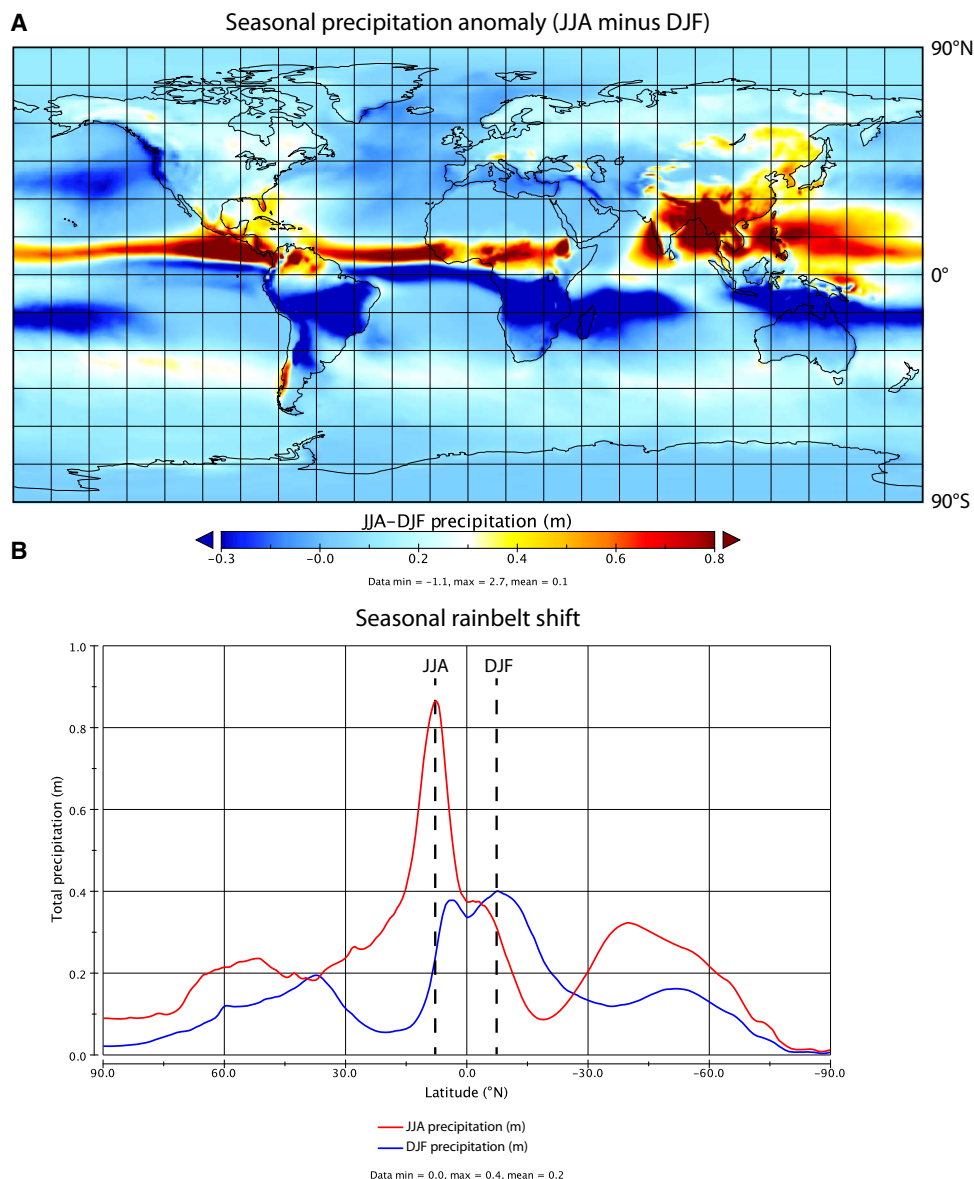 A
Seasonal precipitation anomaly (JJA minus DJF)
90°N
0°
90°S
JJA−DJF precipitation (m)
−0.3 −0.0 0.2 0.4 0.6 0.8
Data min = −1.1, max = 2.7, mean = 0.1
B
Seasonal rainbelt shift
JJA DJF
1.0
0.8
0.6
0.4
0.2
0.0
Total precipitation (m)
90.0 60.0 30.0 0.0 −30.0 −60.0 −90.0
Latitude (°N)
JJA precipitation (m)
DJF precipitation (m)
Data min = 0.0, max = 0.4, mean = 0.2